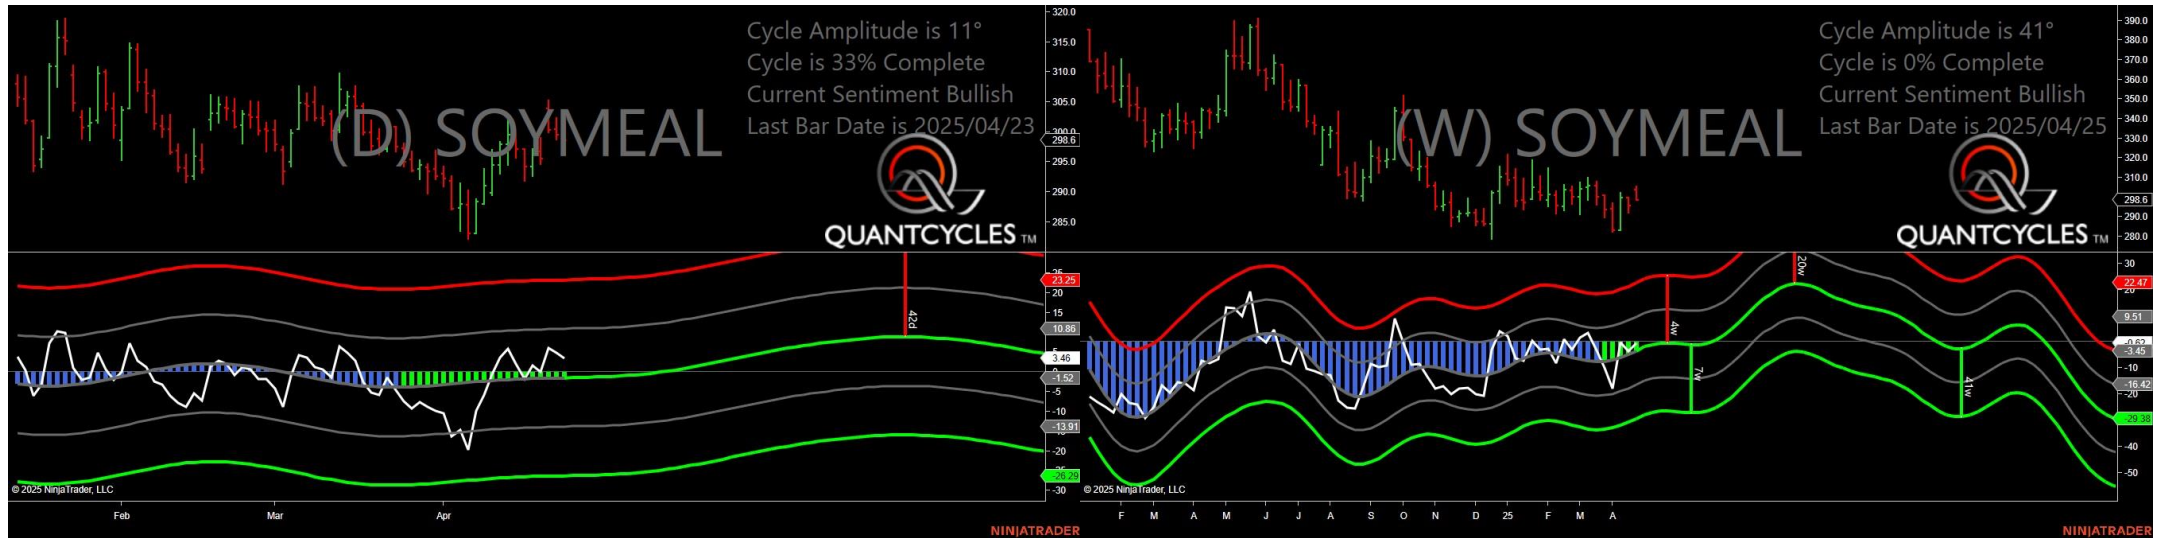 Cycle Amplitude is 11°
Cycle is 33% Complete
Current Sentiment Bullish
Last Bar Date is 2025/04/23
(D) SOYMEAL
QUANTCYCLES TM
320.0
315.0
310.0
305.0
300.0
298.6
295.0
290.0
285.0
25
23.25
20
15
10.86
5
3.46
0
-1.52
-5
-10
-13.91
-20
-26.29
-30
42d
© 2025 NinjaTrader, LLC
Feb Mar Apr
NINJATRADER
Cycle Amplitude is 41°
Cycle is 0% Complete
Current Sentiment Bullish
Last Bar Date is 2025/04/25
(W) SOYMEAL
QUANTCYCLES TM
390.0
380.0
370.0
360.0
350.0
340.0
330.0
320.0
310.0
298.6
290.0
280.0
30
22.47
20
9.51
-0.62
-3.45
-10
-16.42
-20
-29.38
-40
-50
4w
7w
20w
41w
© 2025 NinjaTrader, LLC
F M A M J J A S O N D 25 F M A
NINJATRADER